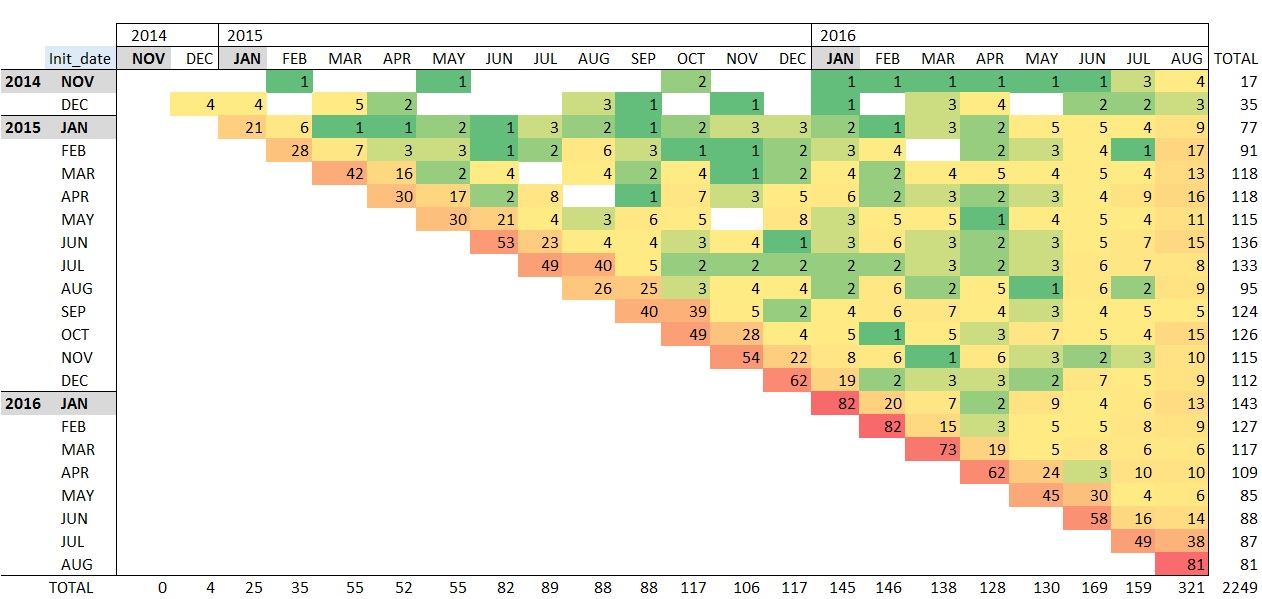 2014 2015 2016
Init_date NOV DEC JAN FEB MAR APR MAY JUN JUL AUG SEP OCT NOV DEC JAN FEB MAR APR MAY JUN JUL AUG TOTAL
2014 NOV 1 1 2 1 1 1 1 1 1 3 4 17
DEC 4 4 5 2 3 1 1 1 3 4 2 2 3 35
2015 JAN 21 6 1 1 2 1 3 2 1 2 3 3 2 1 3 2 5 5 4 9 77
FEB 28 7 3 3 1 2 6 3 1 1 2 3 4 2 3 4 1 17 91
MAR 42 16 2 4 4 2 4 1 2 4 2 4 5 4 5 4 13 118
APR 30 17 2 8 1 7 3 5 6 2 3 2 3 4 9 16 118
MAY 30 21 4 3 6 5 8 3 5 5 1 4 5 4 11 115
JUN 53 23 4 4 3 4 1 3 6 3 2 3 5 7 15 136
JUL 49 40 5 2 2 2 2 2 3 2 3 6 7 8 133
AUG 26 25 3 4 4 2 6 2 5 1 6 2 9 95
SEP 40 39 5 2 4 6 7 4 3 4 5 5 124
OCT 49 28 4 5 1 5 3 7 5 4 15 126
NOV 54 22 8 6 1 6 3 2 3 10 115
DEC 62 19 2 3 3 2 7 5 9 112
2016 JAN 82 20 7 2 9 4 6 13 143
FEB 82 15 3 5 5 8 9 127
MAR 73 19 5 8 6 6 117
APR 62 24 3 10 10 109
MAY 45 30 4 6 85
JUN 58 16 14 88
JUL 49 38 87
AUG 81 81
TOTAL 0 4 25 35 55 52 55 82 89 88 88 117 106 117 145 146 138 128 130 169 159 321 2249